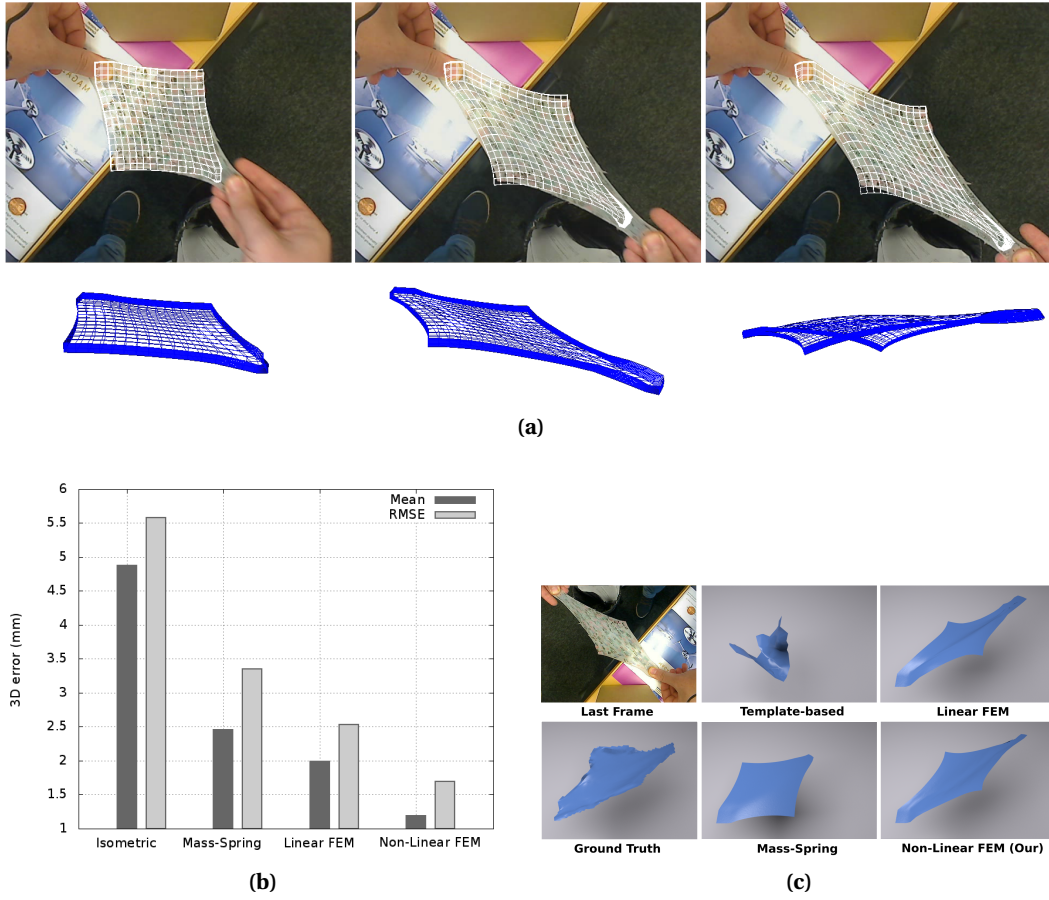 ADAM
(a)
6
5.5
5
4.5
4
3.5
3
2.5
2
1.5
1
3D error (mm)
Mean
RMSE
Isometric
Mass-Spring
Linear FEM
Non-Linear FEM
(b)
Last Frame
Template-based
Linear FEM
Ground Truth
Mass-Spring
Non-Linear FEM (Our)
(c)